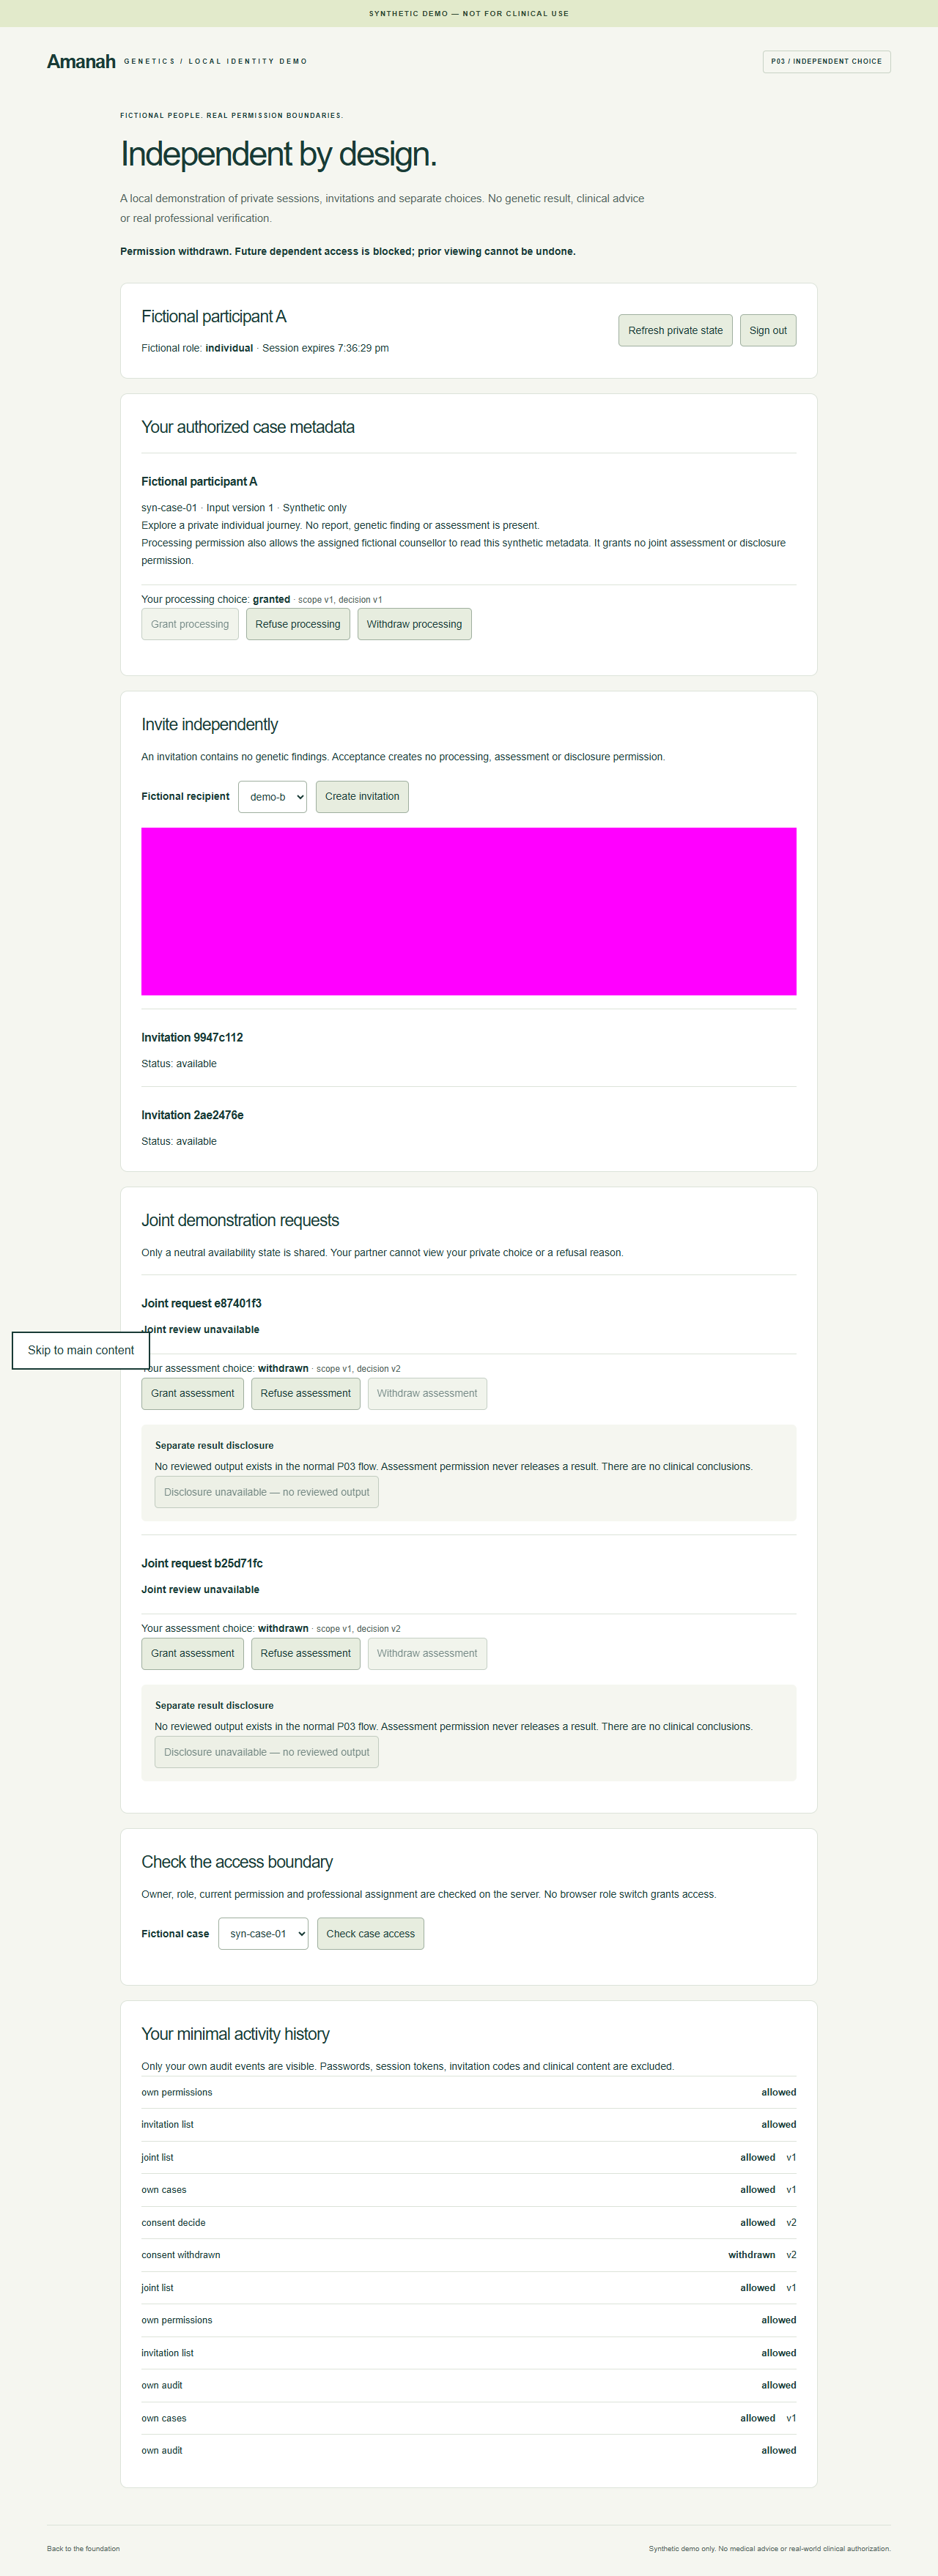 SYNTHETIC DEMO — NOT FOR CLINICAL USE
Amanah GENETICS / LOCAL IDENTITY DEMO
P03 / INDEPENDENT CHOICE
FICTIONAL PEOPLE. REAL PERMISSION BOUNDARIES.
Independent by design.
A local demonstration of private sessions, invitations and separate choices. No genetic result, clinical advice
or real professional verification.
Permission withdrawn. Future dependent access is blocked; prior viewing cannot be undone.
Fictional participant A
Fictional role: individual · Session expires 7:36:29 pm
Refresh private state
Sign out
Your authorized case metadata
Fictional participant A
syn-case-01 · Input version 1 · Synthetic only
Explore a private individual journey. No report, genetic finding or assessment is present.
Processing permission also allows the assigned fictional counsellor to read this synthetic metadata. It grants no joint assessment or disclosure
permission.
Your processing choice: granted · scope v1, decision v1
Grant processing
Refuse processing
Withdraw processing
Invite independently
An invitation contains no genetic findings. Acceptance creates no processing, assessment or disclosure permission.
Fictional recipient
demo-b
Create invitation
Invitation 9947c112
Status: available
Invitation 2ae2476e
Status: available
Joint demonstration requests
Only a neutral availability state is shared. Your partner cannot view your private choice or a refusal reason.
Joint request e87401f3
Joint review unavailable
Skip to main content
Your assessment choice: withdrawn · scope v1, decision v2
Grant assessment
Refuse assessment
Withdraw assessment
Separate result disclosure
No reviewed output exists in the normal P03 flow. Assessment permission never releases a result. There are no clinical conclusions.
Disclosure unavailable — no reviewed output
Joint request b25d71fc
Joint review unavailable
Your assessment choice: withdrawn · scope v1, decision v2
Grant assessment
Refuse assessment
Withdraw assessment
Separate result disclosure
No reviewed output exists in the normal P03 flow. Assessment permission never releases a result. There are no clinical conclusions.
Disclosure unavailable — no reviewed output
Check the access boundary
Owner, role, current permission and professional assignment are checked on the server. No browser role switch grants access.
Fictional case
syn-case-01
Check case access
Your minimal activity history
Only your own audit events are visible. Passwords, session tokens, invitation codes and clinical content are excluded.
own permissions allowed
invitation list allowed
joint list allowed v1
own cases allowed v1
consent decide allowed v2
consent withdrawn withdrawn v2
joint list allowed v1
own permissions allowed
invitation list allowed
own audit allowed
own cases allowed v1
own audit allowed
Back to the foundation
Synthetic demo only. No medical advice or real-world clinical authorization.